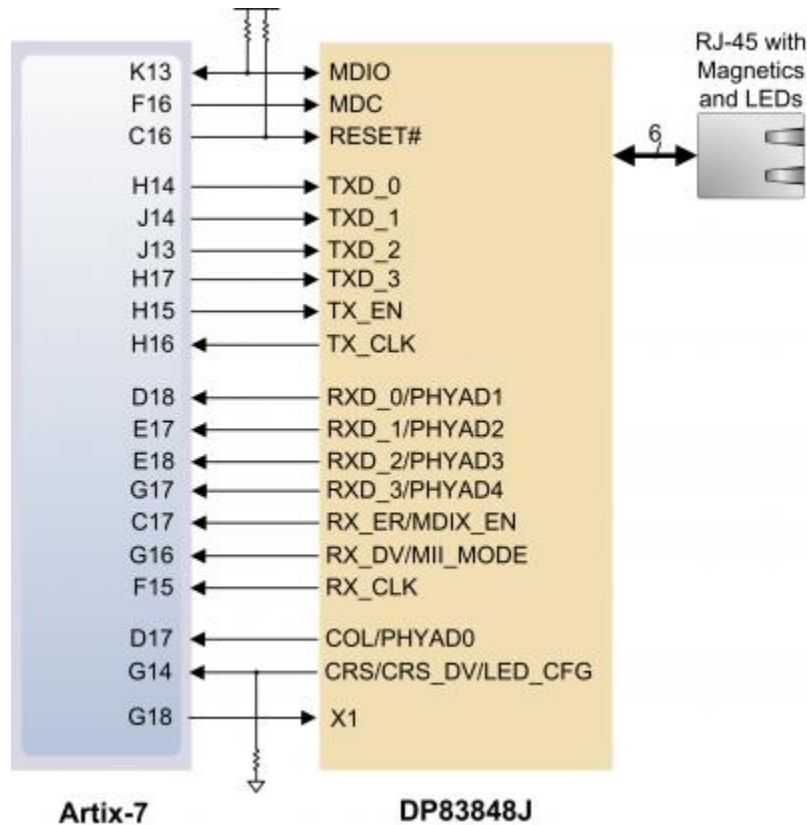 RJ-45 with
Magnetics
and LEDs
6
K13 MDIO
F16 MDC
C16 RESET#
H14 TXD_0
J14 TXD_1
J13 TXD_2
H17 TXD_3
H15 TX_EN
H16 TX_CLK
D18 RXD_0/PHYAD1
E17 RXD_1/PHYAD2
E18 RXD_2/PHYAD3
G17 RXD_3/PHYAD4
C17 RX_ER/MDIX_EN
G16 RX_DV/MII_MODE
F15 RX_CLK
D17 COL/PHYAD0
G14 CRS/CRS_DV/LED_CFG
G18 X1
Artix-7 DP83848J